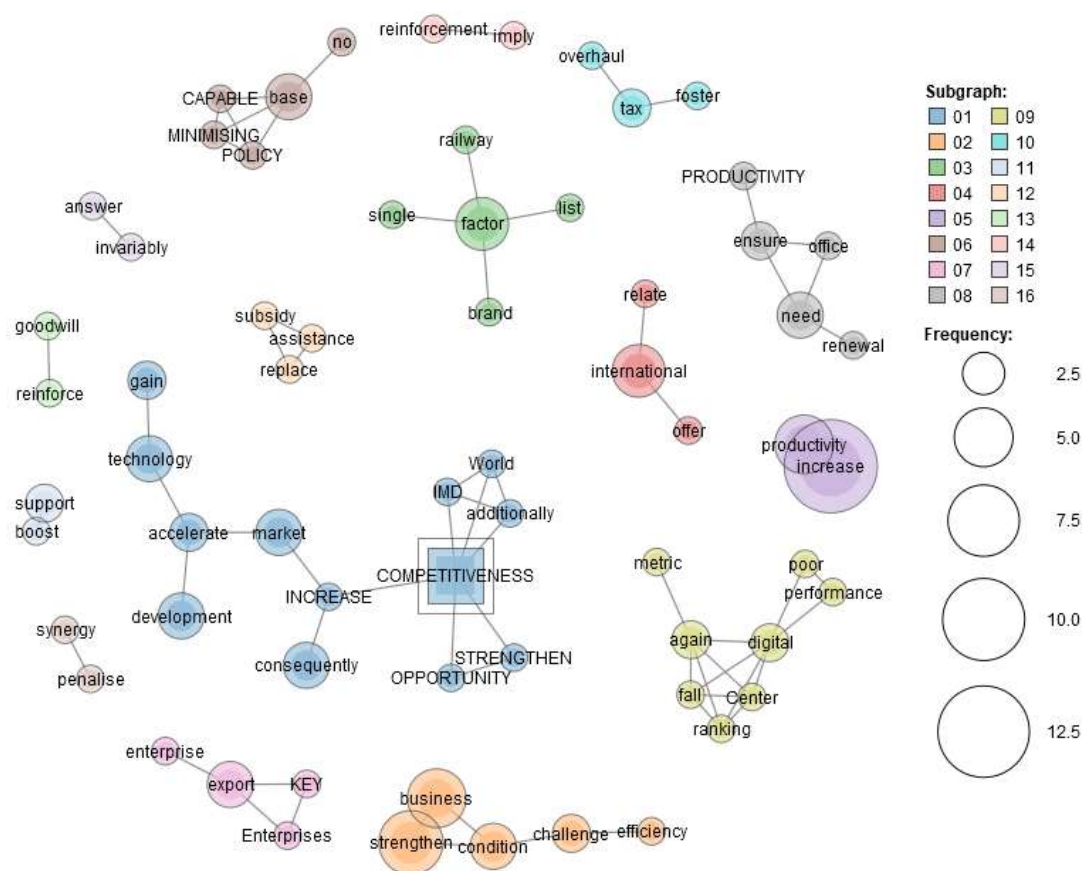 no
reinforcement
imply
overhaul
CAPABLE
base
tax
foster
MINIMISING
POLICY
railway
PRODUCTIVITY
answer
single
factor
list
invariably
ensure
office
relate
goodwill
subsidy
brand
need
assistance
renewal
replace
international
gain
reinforce
offer
productivity
technology
World
increase
IMD
support
additionally
boost
accelerate
market
metric
poor
COMPETITIVENESS
performance
INCREASE
development
synergy
again
digital
consequently
STRENGTHEN
penalise
OPPORTUNITY
fall
Center
ranking
enterprise
export
KEY
business
Enterprises
strengthen
condition
challenge
efficiency
Subgraph:
01 09
02 10
03 11
04 12
05 13
06 14
07 15
08 16
Frequency:
2.5
5.0
7.5
10.0
12.5